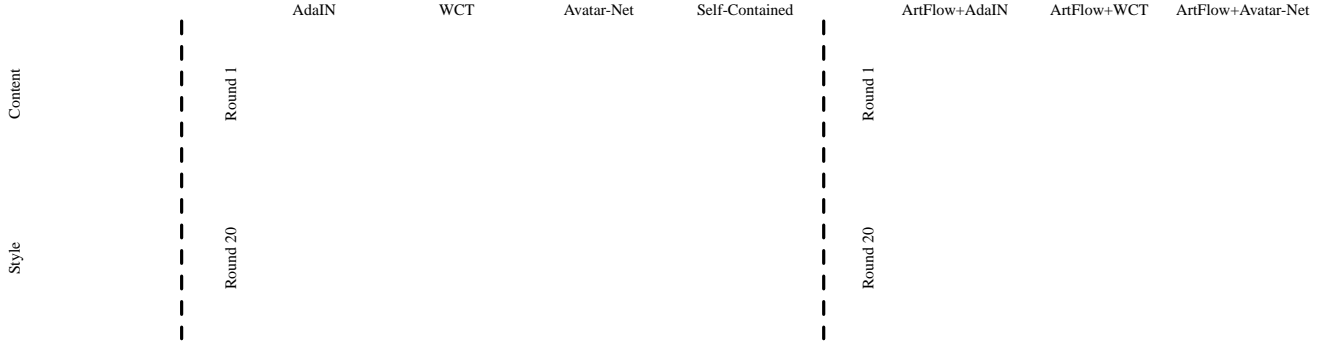 AdaIN WCT Avatar-Net Self-Contained ArtFlow+AdaIN ArtFlow+WCT ArtFlow+Avatar-Net
Content Round 1 Round 1
Style Round 20 Round 20